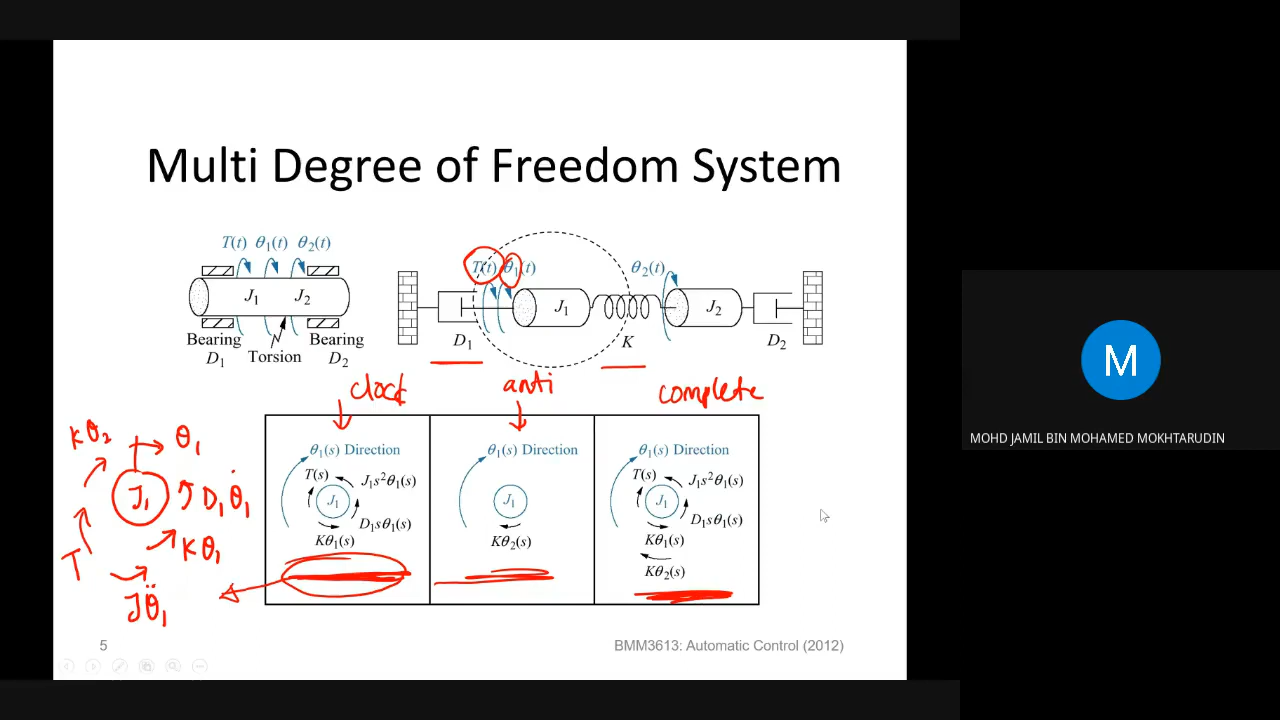 Multi Degree of Freedom System
T(t) θ₁(t) θ₂(t)
J₁ J₂
Bearing D₁
Torsion
Bearing D₂
T(t) θ₁(t) θ₂(t)
J₁ J₂
D₁ K D₂
clock anti complete
Kθ₂ θ₁
J₁ D₁θ̇₁
T Kθ₁
Jθ̈₁
θ₁(s) Direction
T(s) J₁s²θ₁(s)
J₁
D₁sθ₁(s)
Kθ₁(s)
θ₁(s) Direction
J₁
Kθ₂(s)
θ₁(s) Direction
T(s) J₁s²θ₁(s)
J₁
D₁sθ₁(s)
Kθ₁(s)
Kθ₂(s)
5
BMM3613: Automatic Control (2012)
M
MOHD JAMIL BIN MOHAMED MOKHTARUDIN